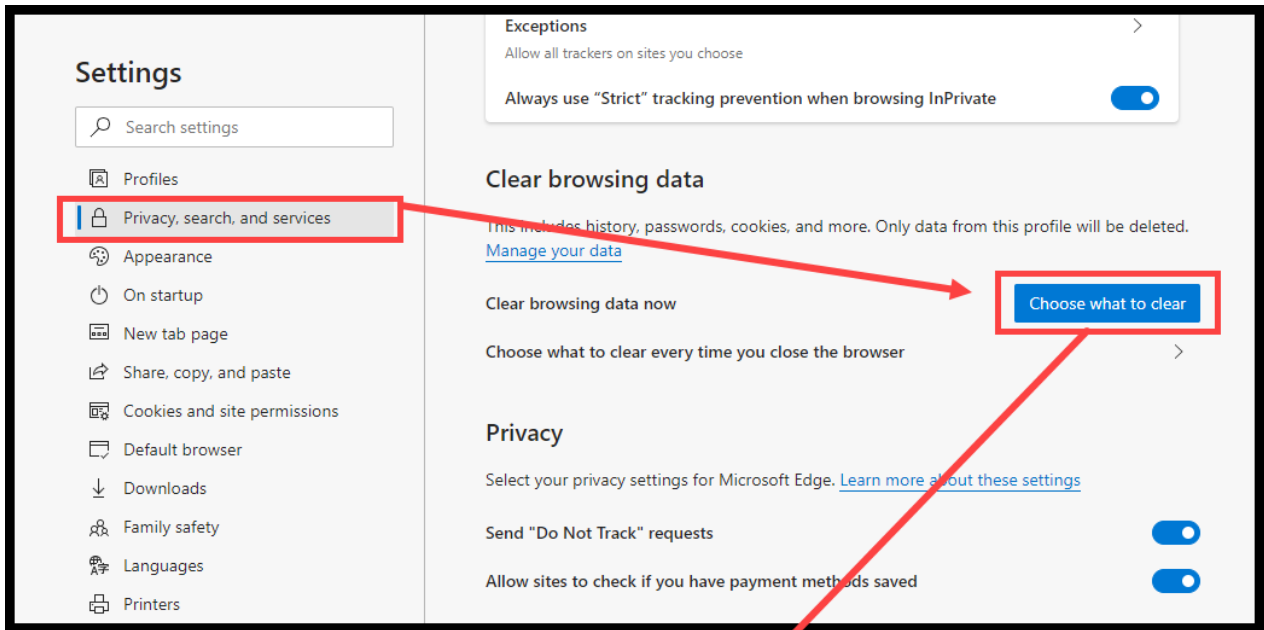 Settings
Search settings
Profiles
Privacy, search, and services
Appearance
On startup
New tab page
Share, copy, and paste
Cookies and site permissions
Default browser
Downloads
Family safety
Languages
Printers
Exceptions
Allow all trackers on sites you choose
Always use “Strict” tracking prevention when browsing InPrivate
Clear browsing data
This includes history, passwords, cookies, and more. Only data from this profile will be deleted.
Manage your data
Clear browsing data now
Choose what to clear
Choose what to clear every time you close the browser
Privacy
Select your privacy settings for Microsoft Edge. Learn more about these settings
Send "Do Not Track" requests
Allow sites to check if you have payment methods saved